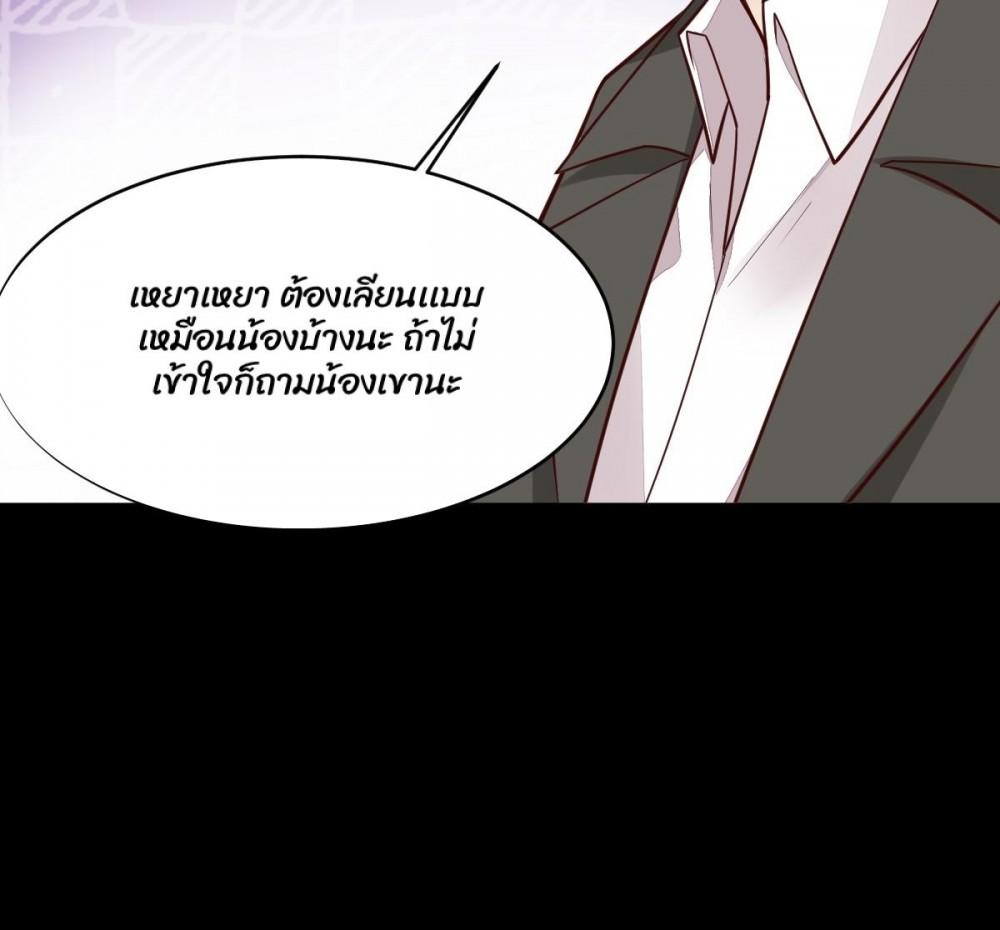 เหยาเหยา ต้องเลียนแบบ
เหมือนน้องบ้างนะ ถ้าไม่
เข้าใจก็ถามน้องเขานะ